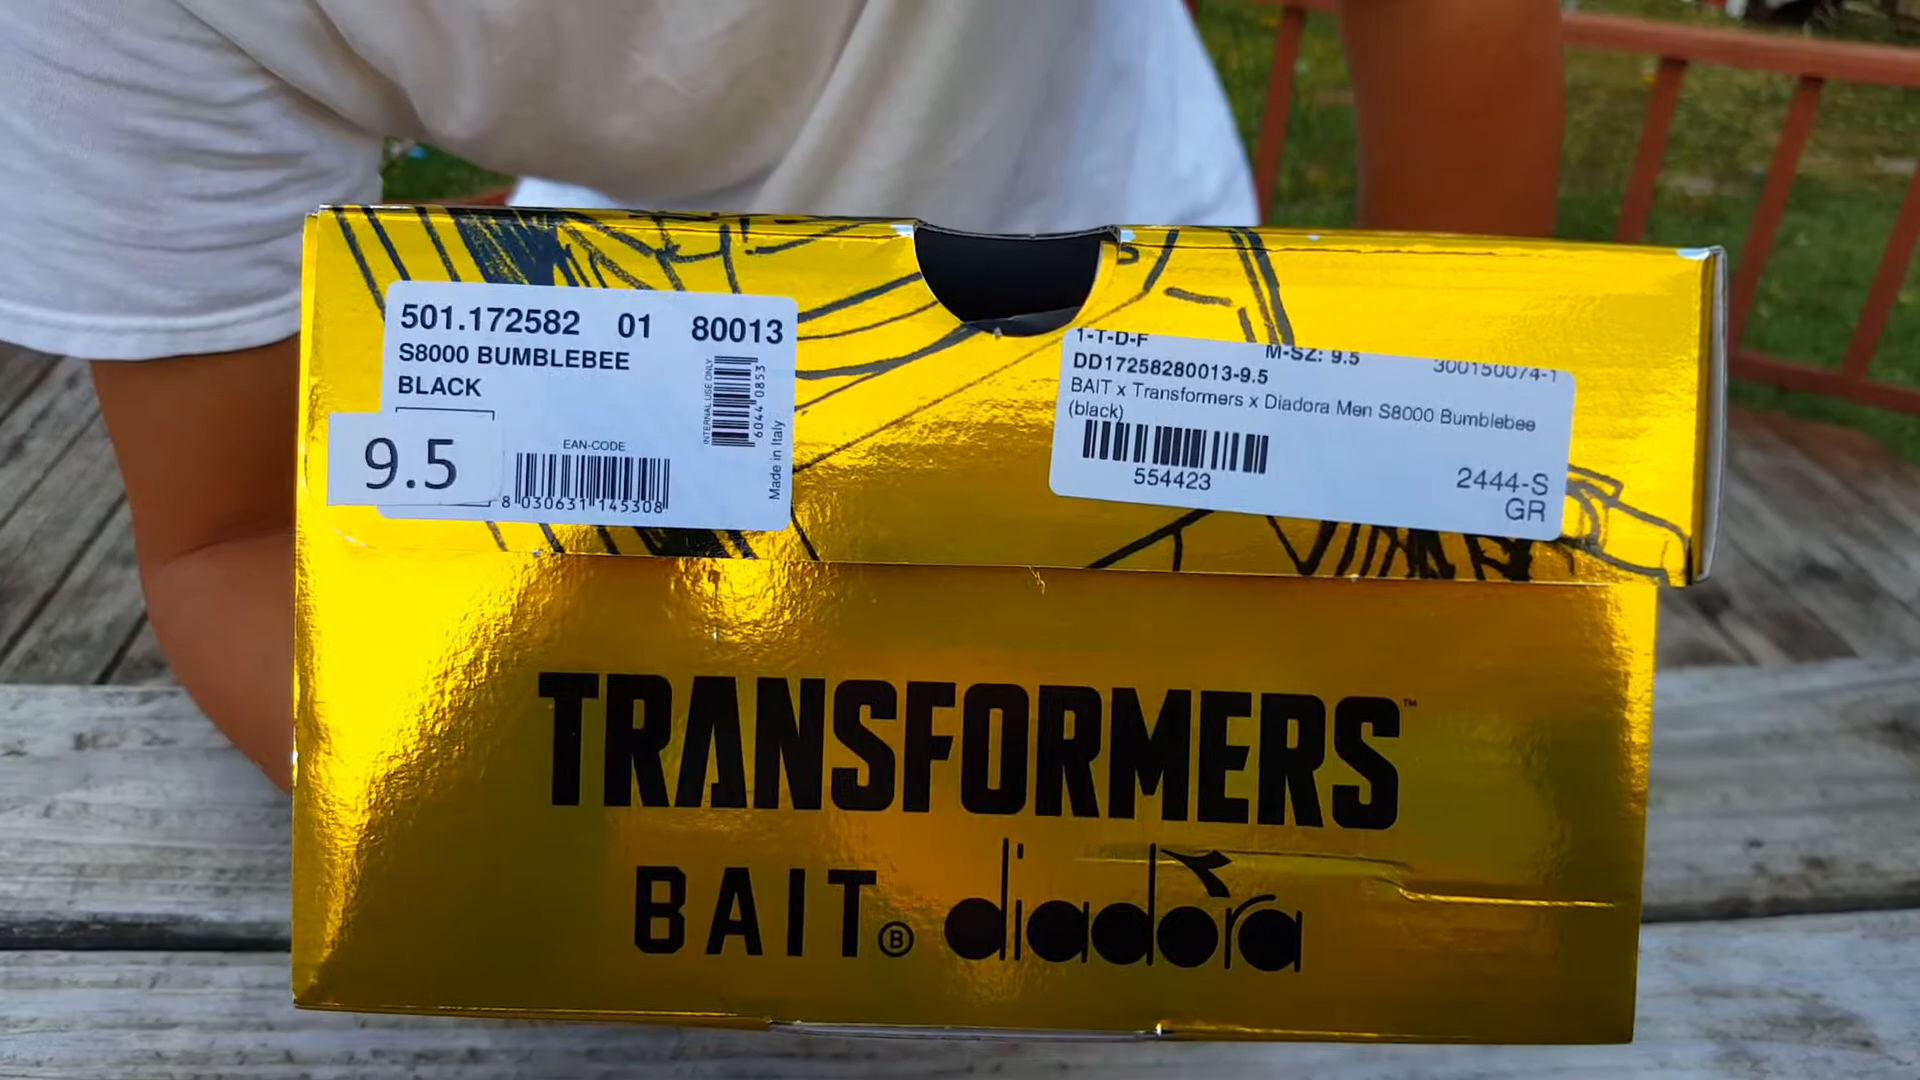 501.172582 01 80013
S8000 BUMBLEBEE
BLACK
INTERNAL USE ONLY
6044 0853
Made in Italy
9.5
EAN-CODE
8 030631 145308
1-T-D-F M-SZ: 9.5 300150074-1
DD17258280013-9.5
BAIT x Transformers x Diadora Men S8000 Bumblebee
(black)
554423
2444-S
GR
TRANSFORMERS™
BAIT B diadora